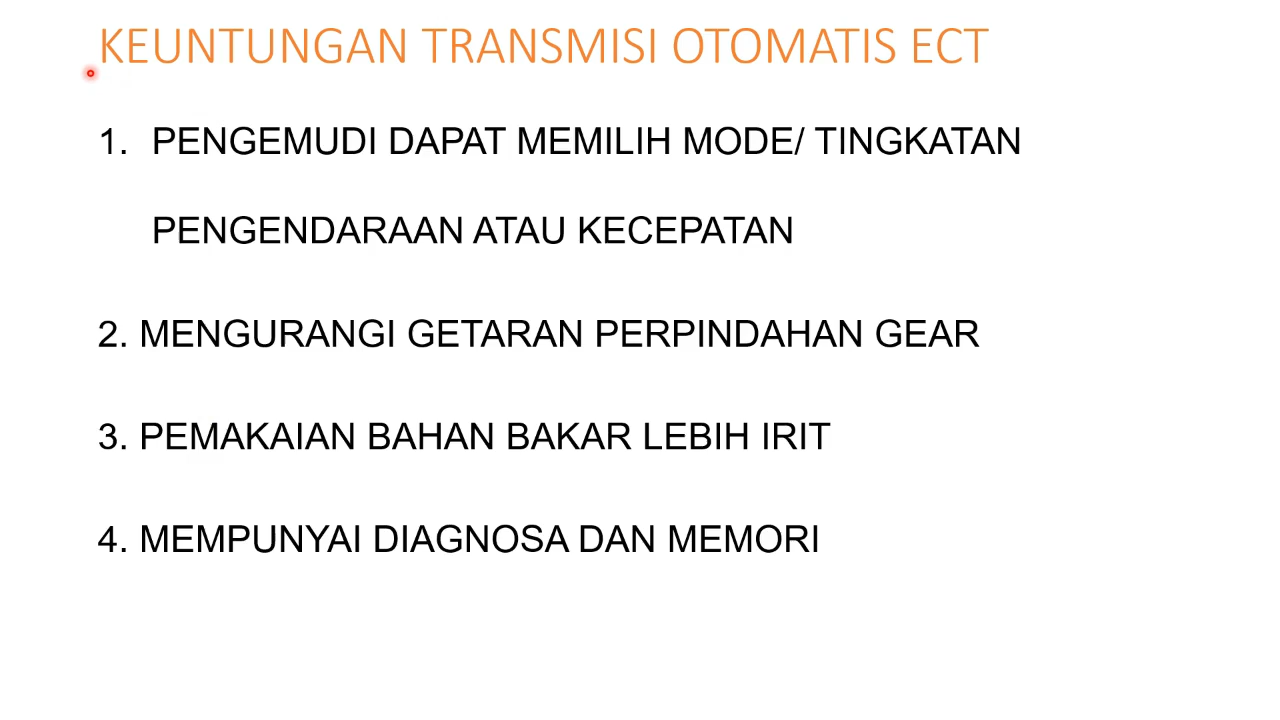 KEUNTUNGAN TRANSMISI OTOMATIS ECT
1. PENGEMUDI DAPAT MEMILIH MODE/ TINGKATAN
PENGENDARAAN ATAU KECEPATAN
2. MENGURANGI GETARAN PERPINDAHAN GEAR
3. PEMAKAIAN BAHAN BAKAR LEBIH IRIT
4. MEMPUNYAI DIAGNOSA DAN MEMORI